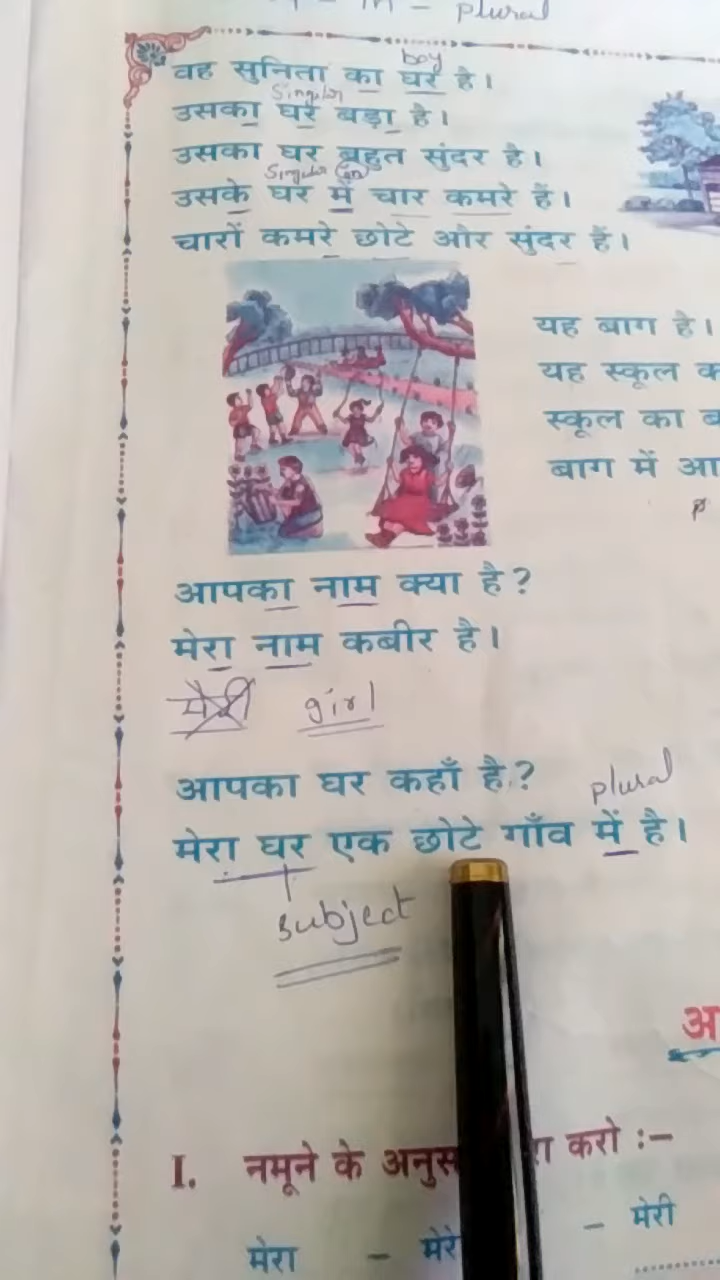 plural
boy
वह सुनिता का घर है।
Singular
उसका घर बड़ा है।
उसका घर बहुत सुंदर है।
Singular
उसके घर में चार कमरे हैं।
चारों कमरे छोटे और सुंदर हैं।
यह बाग है।
यह स्कूल
स्कूल का
बाग में
आपका नाम क्या है?
मेरा नाम कबीर है।
girl
आपका घर कहाँ है?
plural
मेरा घर एक छोटे गाँव में है।
subject
I. नमूने के करो :–
मेरा – मेरे – मेरी